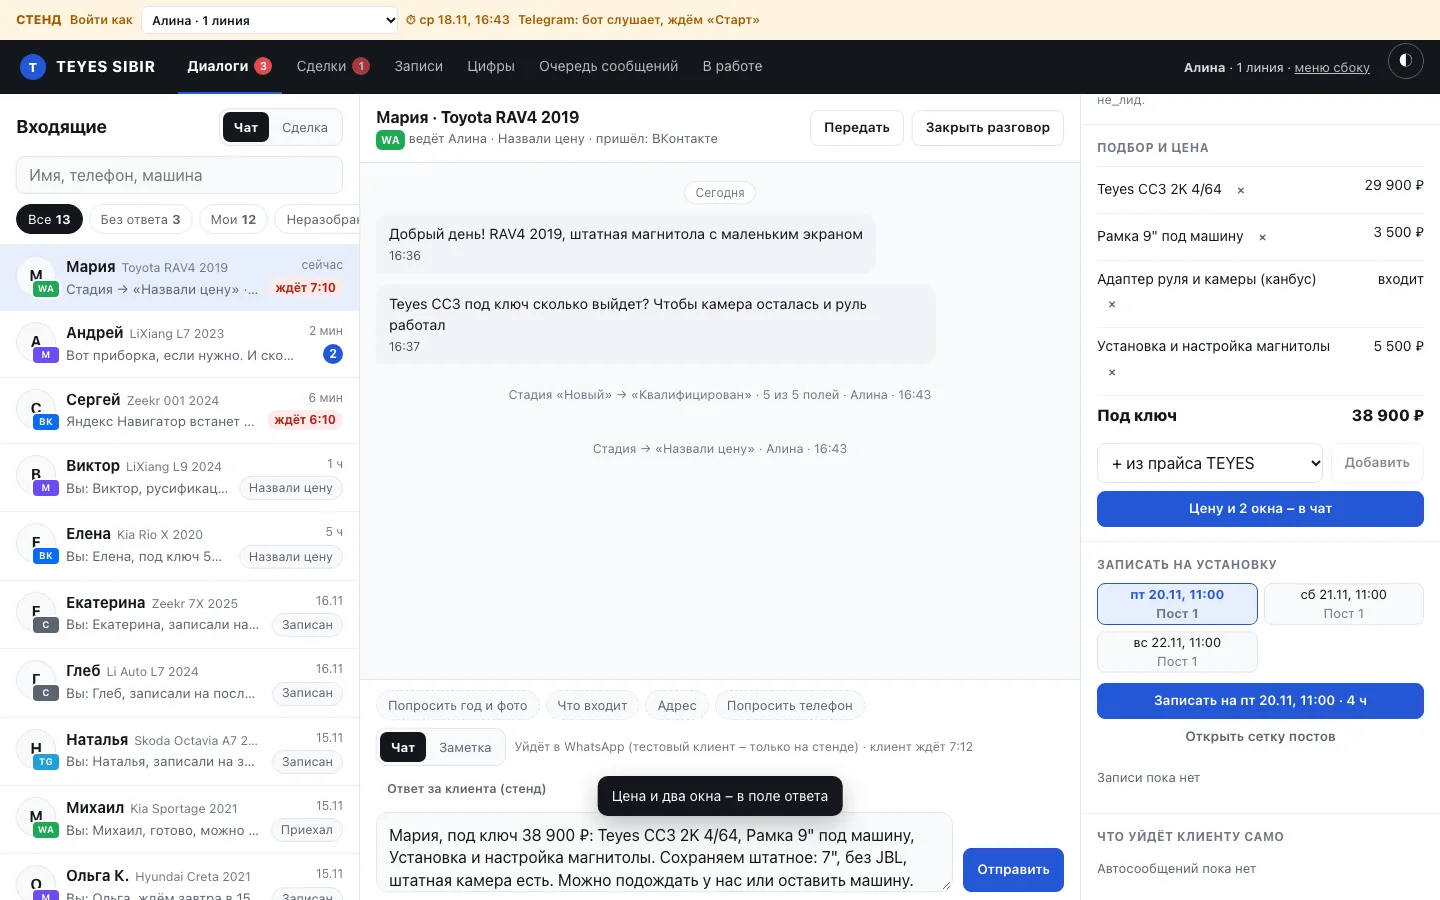 СТЕНД Войти как Алина · 1 линия ⏱ ср 18.11, 16:43 Telegram: бот слушает, ждём «Старт»
T TEYES SIBIR Диалоги 3 Сделки 1 Записи Цифры Очередь сообщений В работе Алина · 1 линия · меню сбоку
Входящие Чат Сделка
Имя, телефон, машина
Все 13 Без ответа 3 Мои 12 Неразобран
М Мария Toyota RAV4 2019 сейчас
WA Стадия → «Назвали цену» ·... ждёт 7:10
А Андрей LiXiang L7 2023 2 мин
M Вот приборка, если нужно. И ско... 2
С Сергей Zeekr 001 2024 6 мин
ВК Яндекс Навигатор встанет ... ждёт 6:10
В Виктор LiXiang L9 2024 1 ч
M Вы: Виктор, русификац... Назвали цену
Е Елена Kia Rio X 2020 5 ч
ВК Вы: Елена, под ключ 5... Назвали цену
Е Екатерина Zeekr 7X 2025 16.11
С Вы: Екатерина, записали на... Записан
Г Глеб Li Auto L7 2024 16.11
С Вы: Глеб, записали на посл... Записан
Н Наталья Skoda Octavia A7 2... 15.11
TG Вы: Наталья, записали на з... Записан
М Михаил Kia Sportage 2021 15.11
WA Вы: Михаил, готово, можно ... Приехал
О Ольга К. Hyundai Creta 2021 15.11
M Вы: Ольга, ждём завтра в 15... Записан
Мария · Toyota RAV4 2019
WA ведёт Алина · Назвали цену · пришёл: ВКонтакте
Передать Закрыть разговор
Сегодня
Добрый день! RAV4 2019, штатная магнитола с маленьким экраном
16:36
Teyes CC3 под ключ сколько выйдет? Чтобы камера осталась и руль
работал
16:37
Стадия «Новый» → «Квалифицирован» · 5 из 5 полей · Алина · 16:43
Стадия → «Назвали цену» · Алина · 16:43
Попросить год и фото Что входит Адрес Попросить телефон
Чат Заметка Уйдёт в WhatsApp (тестовый клиент – только на стенде) · клиент ждёт 7:12
Ответ за клиента (стенд)
Цена и два окна – в поле ответа
Мария, под ключ 38 900 ₽: Teyes CC3 2K 4/64, Рамка 9" под машину,
Установка и настройка магнитолы. Сохраняем штатное: 7", без JBL,
штатная камера есть. Можно подождать у нас или оставить машину.
Отправить
не_лид.
ПОДБОР И ЦЕНА
Teyes CC3 2K 4/64 × 29 900 ₽
Рамка 9" под машину × 3 500 ₽
Адаптер руля и камеры (канбус) входит
×
Установка и настройка магнитолы 5 500 ₽
×
Под ключ 38 900 ₽
+ из прайса TEYES Добавить
Цену и 2 окна – в чат
ЗАПИСАТЬ НА УСТАНОВКУ
пт 20.11, 11:00 сб 21.11, 11:00
Пост 1 Пост 1
вс 22.11, 11:00
Пост 1
Записать на пт 20.11, 11:00 · 4 ч
Открыть сетку постов
Записи пока нет
ЧТО УЙДЁТ КЛИЕНТУ САМО
Автосообщений пока нет